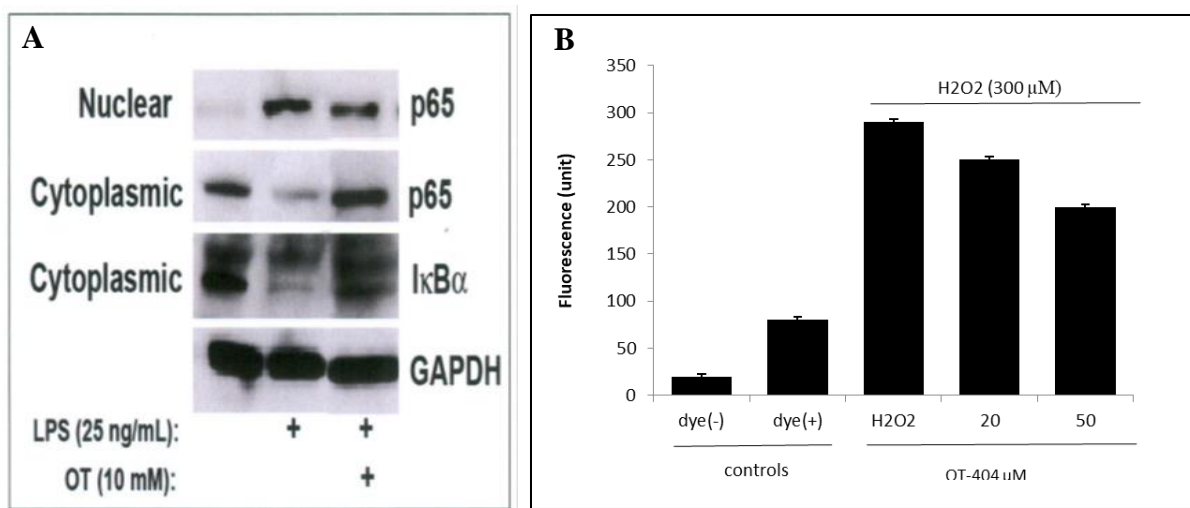 A
Nuclear p65
Cytoplasmic p65
Cytoplasmic IκBα
GAPDH
LPS (25 ng/mL): + +
OT (10 mM): +
B
350
300
250
200
150
100
50
0
Fluorescence (unit)
H2O2 (300 μM)
dye(-) dye(+) H2O2 20 50
controls OT-404 μM